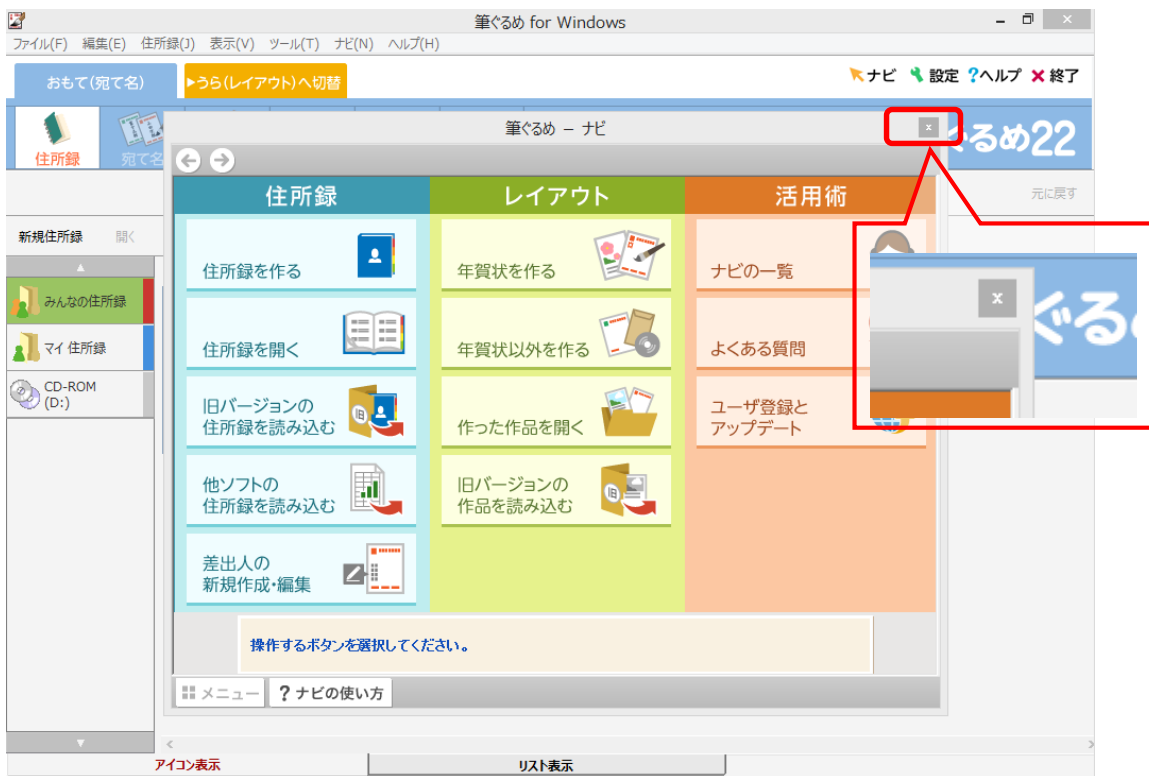 筆ぐるめ for Windows
ファイル(F) 編集(E) 住所録(J) 表示(V) ツール(T) ナビ(N) ヘルプ(H)
おもて(宛て名)
▶うら(レイアウト)へ切替
ナビ 設定 ?ヘルプ ×終了
住所録
宛て名
ぐるめ22
筆ぐるめ – ナビ
x
元に戻す
新規住所録 開く
みんなの住所録
マイ 住所録
CD-ROM
(D:)
住所録
住所録を作る
住所録を開く
旧バージョンの
住所録を読み込む
旧
他ソフトの
住所録を読み込む
差出人の
新規作成・編集
レイアウト
年賀状を作る
年賀状以外を作る
作った作品を開く
旧バージョンの
作品を読み込む
旧
活用術
ナビの一覧
よくある質問
ユーザ登録と
アップデート
x
ぐる
操作するボタンを選択してください。
メニュー
?ナビの使い方
アイコン表示
リスト表示